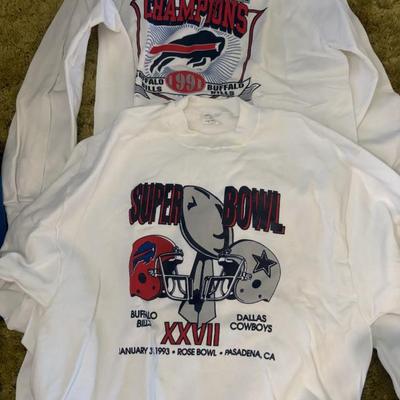 CHAMPIONS
1991
BUFFALO BILLS
BUFFALO BILLS
SUPER BOWL
BUFFALO BILLS
DALLAS COWBOYS
XXVII
JANUARY 31, 1993 • ROSE BOWL • PASADENA, CA